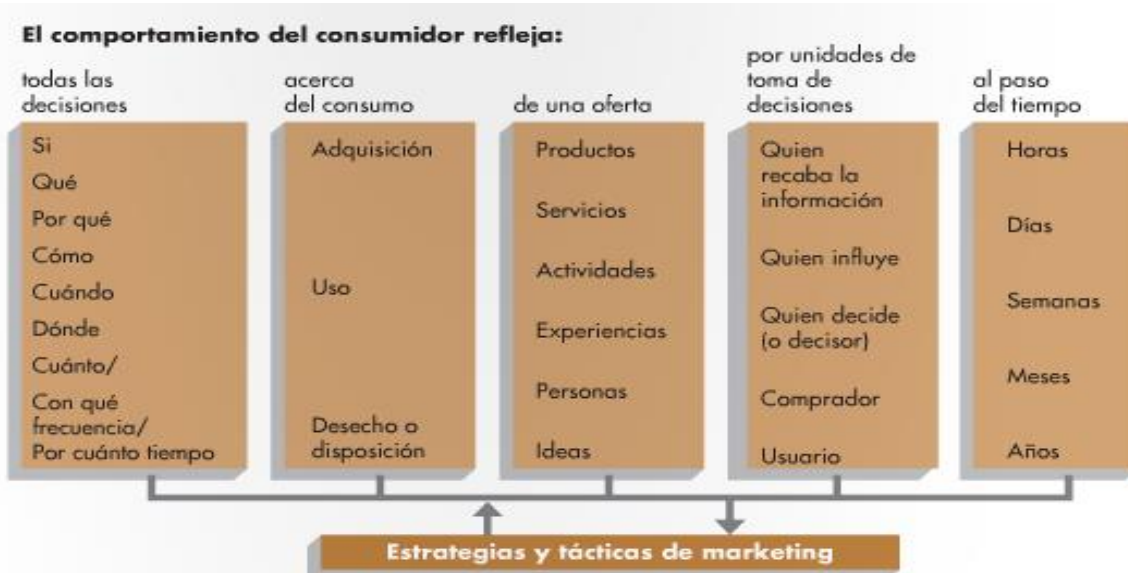 El comportamiento del consumidor refleja:
todas las
decisiones
Si
Qué
Por qué
Cómo
Cuándo
Dónde
Cuánto/
Con qué
frecuencia/
Por cuánto tiempo
acerca
del consumo
Adquisición
Uso
Desecho o
disposición
de una oferta
Productos
Servicios
Actividades
Experiencias
Personas
Ideas
por unidades de
toma de
decisiones
Quien
recaba la
información
Quien influye
Quien decide
(o decisor)
Comprador
Usuario
al paso
del tiempo
Horas
Días
Semanas
Meses
Años
Estrategias y tácticas de marketing